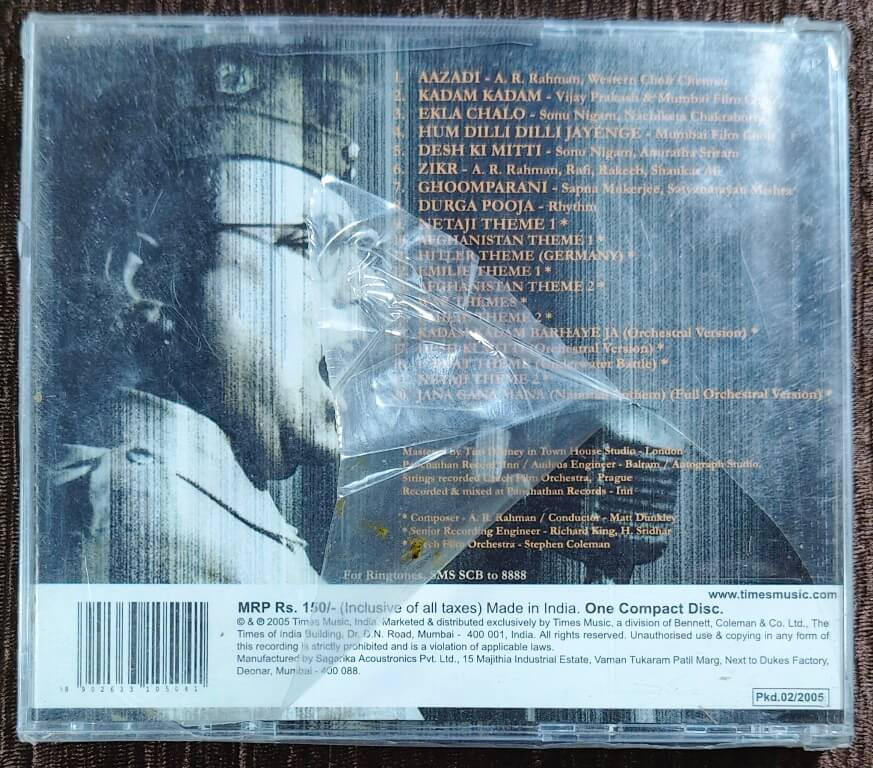 1. AAZADI - A. R. Rahman, Western Choir Chennai
2. KADAM KADAM - Vijay Prakash & Mumbai Film Choir
3. EKLA CHALO - Sonu Nigam, Nachiketa Chakraborty
4. HUM DILLI DILLI JAYENGE - Mumbai Film Choir
5. DESH KI MITTI - Sonu Nigam, Anuradha Sriram
6. ZIKR - A. R. Rahman, Rafi, Rakeeb, Shaukat Ali
7. GHOOMPARANI - Sapna Mukerjee, Satyanarayan Mishra
8. DURGA POOJA - Rhythm
NETAJI THEME 1 *
AFGHANISTAN THEME 1 *
HITLER THEME (GERMANY) *
EMILIE THEME 1 *
AFGHANISTAN THEME 2 *
THEMES *
THEME 2 *
KADAM KADAM BARHAYE JA (Orchestral Version) *
(Orchestral Version) *
THEME (Underwater Battle) *
NETAJI THEME 2 *
20. JANA GANA MANA (National Anthem) (Full Orchestral Version) *
Mastered by Tim in Town House Studio - London
Panchathan Record Inn / Audio Engineer - Balram / Autograph Studio,
Strings recorded Czech Film Orchestra, Prague
Recorded & mixed at Panchathan Records - Inn
* Composer - A. R. Rahman / Conductor - Matt Dunkley
* Senior Recording Engineer - Richard King, H. Sridhar
* Czech Film Orchestra - Stephen Coleman
For Ringtones, SMS SCB to 8888
www.timesmusic.com
MRP Rs. 150/- (Inclusive of all taxes) Made in India. One Compact Disc.
© & ℗ 2005 Times Music, India. Marketed & distributed exclusively by Times Music, a division of Bennett, Coleman & Co. Ltd., The
Times of India Building, Dr. D.N. Road, Mumbai - 400 001, India. All rights reserved. Unauthorised use & copying in any form of
this recording is strictly prohibited and is a violation of applicable laws.
Manufactured by Sagarika Acoustronics Pvt. Ltd., 15 Majithia Industrial Estate, Vaman Tukaram Patil Marg, Next to Dukes Factory,
Deonar, Mumbai - 400 088.
8 902633 105081
Pkd.02/2005